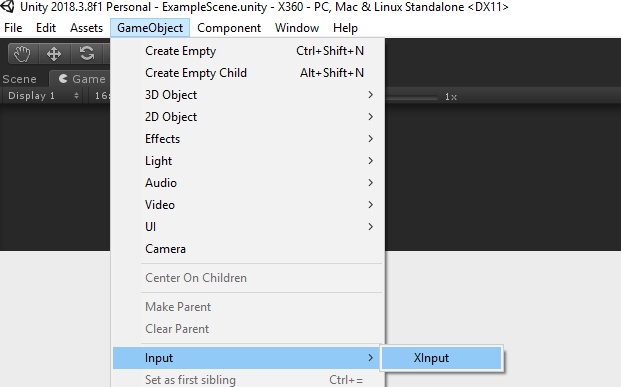 Unity 2018.3.8f1 Personal - ExampleScene.unity - X360 - PC, Mac & Linux Standalone <DX11>
File Edit Assets GameObject Component Window Help
Create Empty Ctrl+Shift+N
Create Empty Child Alt+Shift+N
Scene Game
3D Object
Display 1 16: 1x
2D Object
Effects
Light
Audio
Video
UI
Camera
Center On Children
Make Parent
Clear Parent
Input XInput
Set as first sibling Ctrl+=